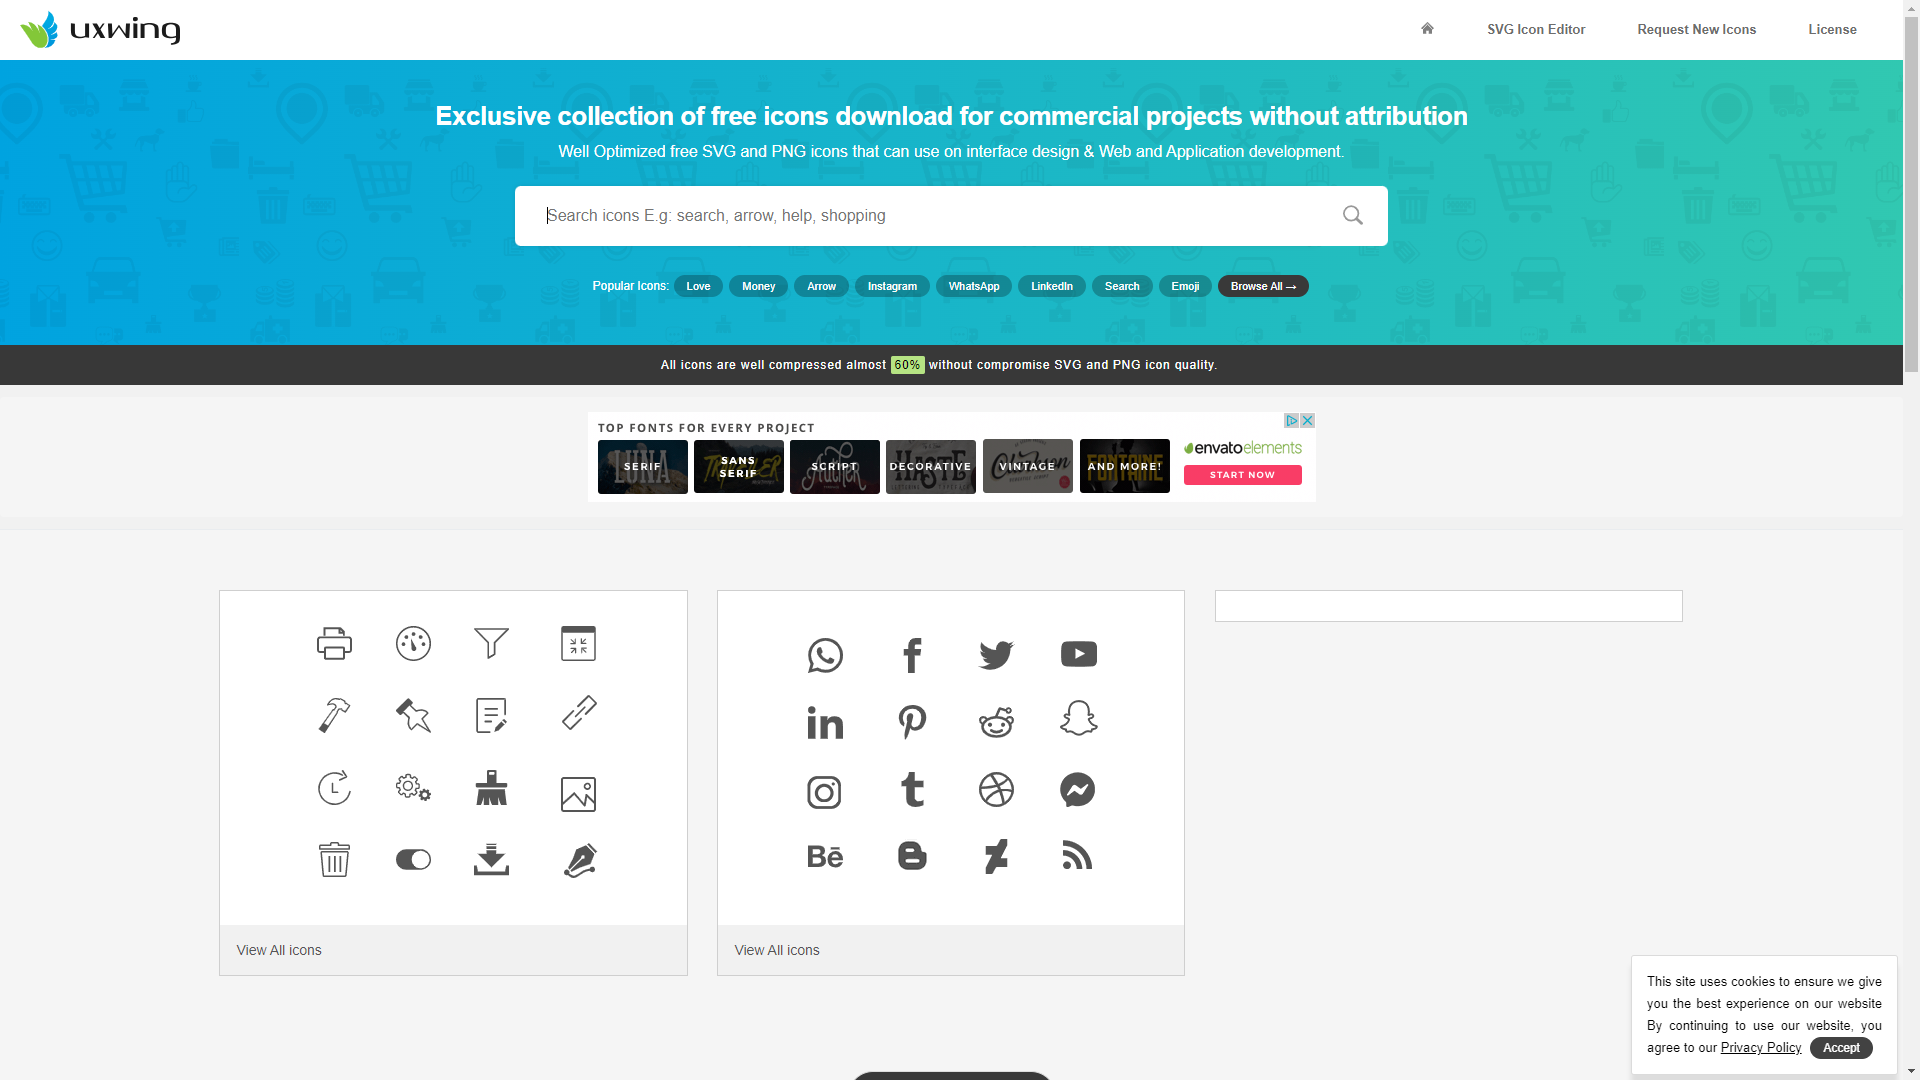 uxwing
SVG Icon Editor
Request New Icons
License
Exclusive collection of free icons download for commercial projects without attribution
Well Optimized free SVG and PNG icons that can use on interface design & Web and Application development.
Search icons E.g: search, arrow, help, shopping
Popular Icons: Love Money Arrow Instagram WhatsApp LinkedIn Search Emoji Browse All →
All icons are well compressed almost 60% without compromise SVG and PNG icon quality.
TOP FONTS FOR EVERY PROJECT
SERIF
SANS SERIF
SCRIPT
DECORATIVE
VINTAGE
AND MORE!
envatoelements
START NOW
View All icons
View All icons
This site uses cookies to ensure we give
you the best experience on our website
By continuing to use our website, you
agree to our Privacy Policy Accept